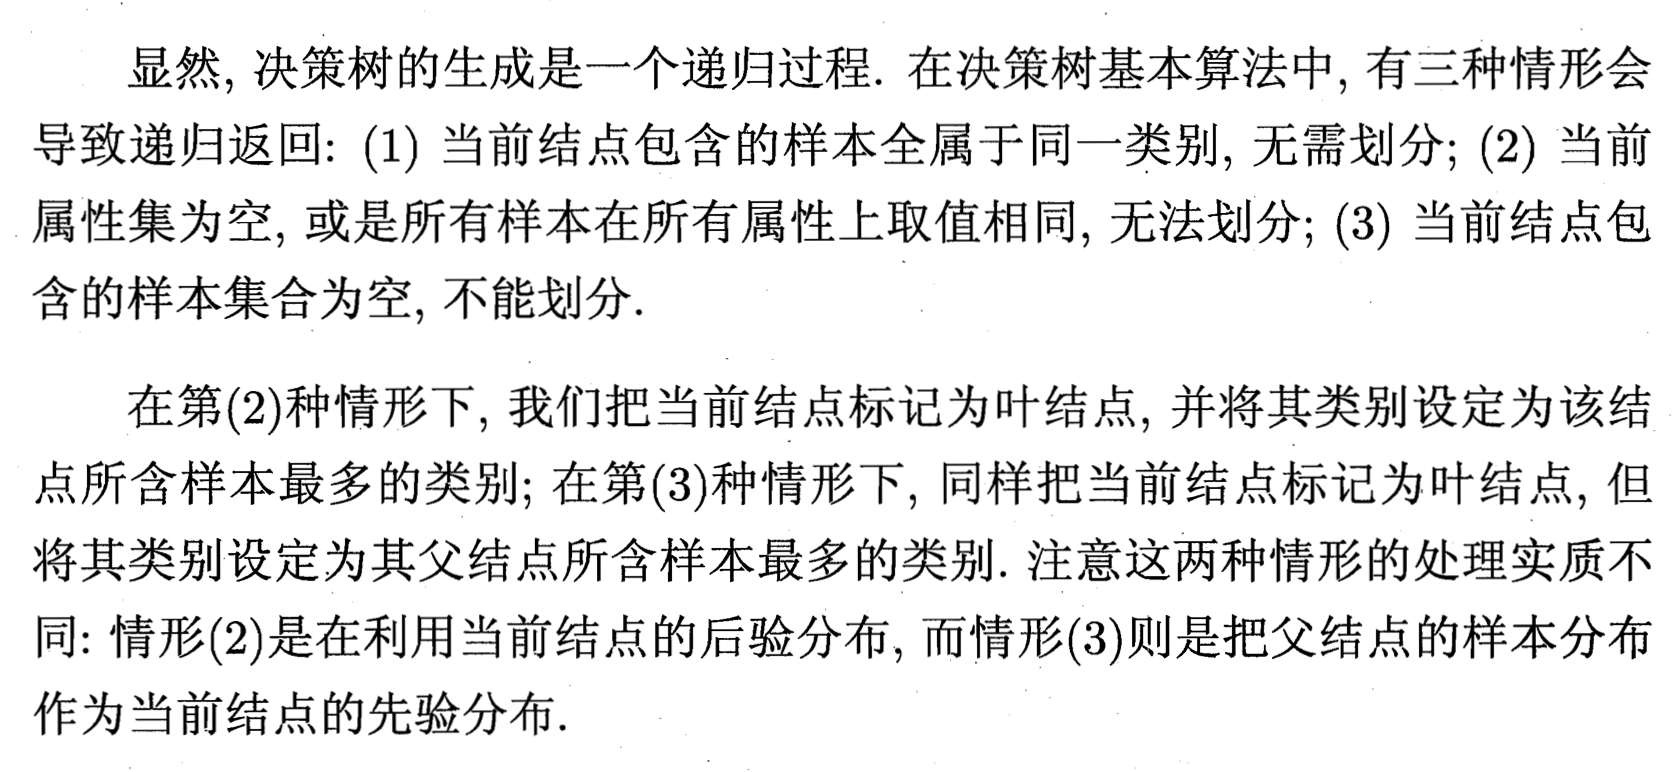 显然, 决策树的生成是一个递归过程. 在决策树基本算法中, 有三种情形会
导致递归返回: (1) 当前结点包含的样本全属于同一类别, 无需划分; (2) 当前
属性集为空, 或是所有样本在所有属性上取值相同, 无法划分; (3) 当前结点包
含的样本集合为空, 不能划分.
在第(2)种情形下, 我们把当前结点标记为叶结点, 并将其类别设定为该结
点所含样本最多的类别; 在第(3)种情形下, 同样把当前结点标记为叶结点, 但
将其类别设定为其父结点所含样本最多的类别. 注意这两种情形的处理实质不
同: 情形(2)是在利用当前结点的后验分布, 而情形(3)则是把父结点的样本分布
作为当前结点的先验分布.